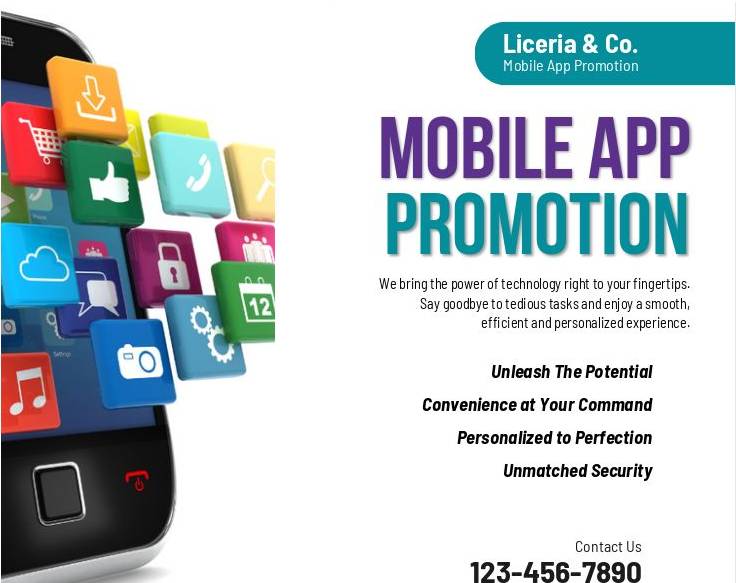 Liceria & Co.
Mobile App Promotion
MOBILE APP
PROMOTION
We bring the power of technology right to your fingertips.
Say goodbye to tedious tasks and enjoy a smooth,
efficient and personalized experience.
Unleash The Potential
Convenience at Your Command
Personalized to Perfection
Unmatched Security
Contact Us
123-456-7890
12
Settings